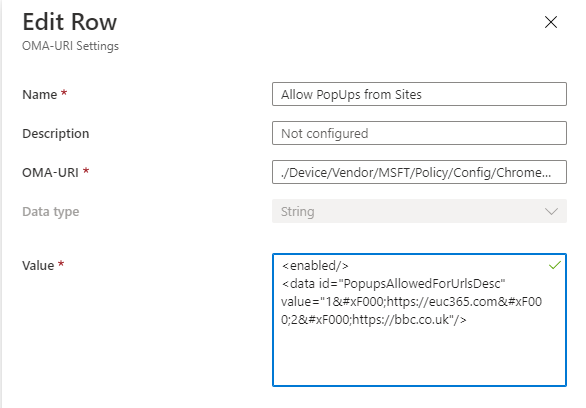 Edit Row
OMA-URI Settings
Name *
Allow PopUps from Sites
Description
Not configured
OMA-URI *
./Device/Vendor/MSFT/Policy/Config/Chrome...
Data type
String
Value *
<enabled/>
<data id="PopupsAllowedForUrlsDesc"
value="1&#xF000;https://euc365.com&#xF00
0;2&#xF000;https://bbc.co.uk"/>